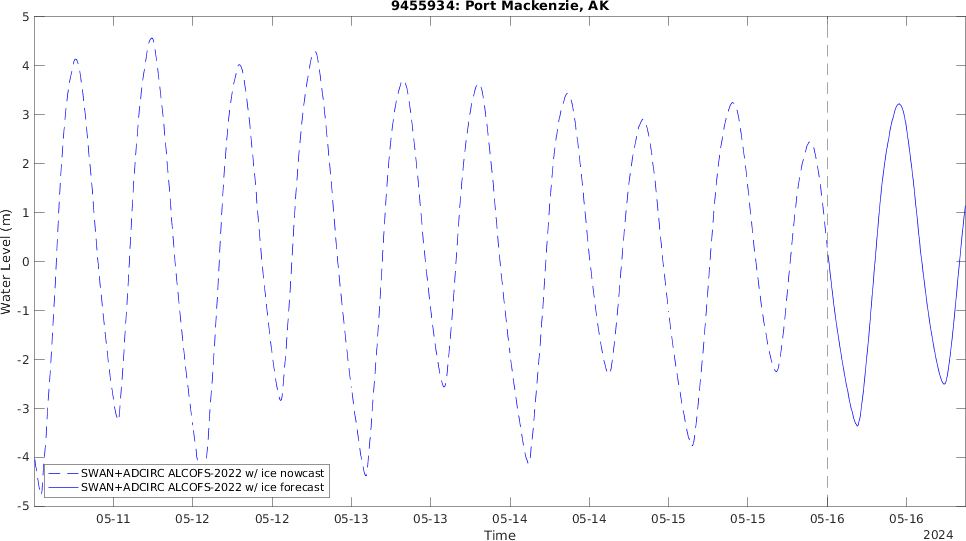 9455934: Port Mackenzie, AK
5
4
3
2
1
0
-1
-2
-3
-4
-5
Water Level (m)
SWAN+ADCIRC ALCOFS-2022 w/ ice nowcast
SWAN+ADCIRC ALCOFS-2022 w/ ice forecast
05-11 05-12 05-12 05-13 05-13 05-14 05-14 05-15 05-15 05-16 05-16
Time
2024